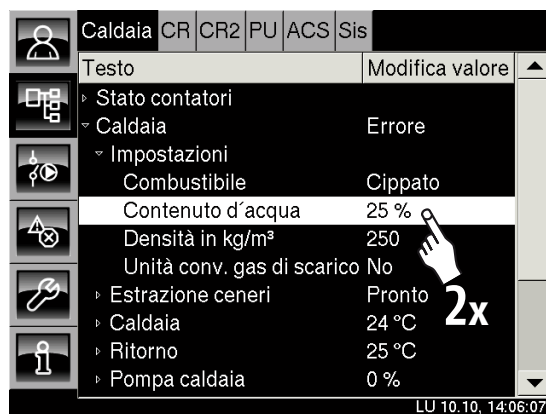 Caldaia CR CR2 PU ACS Sis
Testo Modifica valore
Stato contatori
Caldaia Errore
Impostazioni
Combustibile Cippato
Contenuto d´acqua 25 %
Densità in kg/m³ 250
Unità conv. gas di scarico No
Estrazione ceneri Pronto
2x
Caldaia 24 °C
Ritorno 25 °C
Pompa caldaia 0 %
LU 10.10, 14:06:07